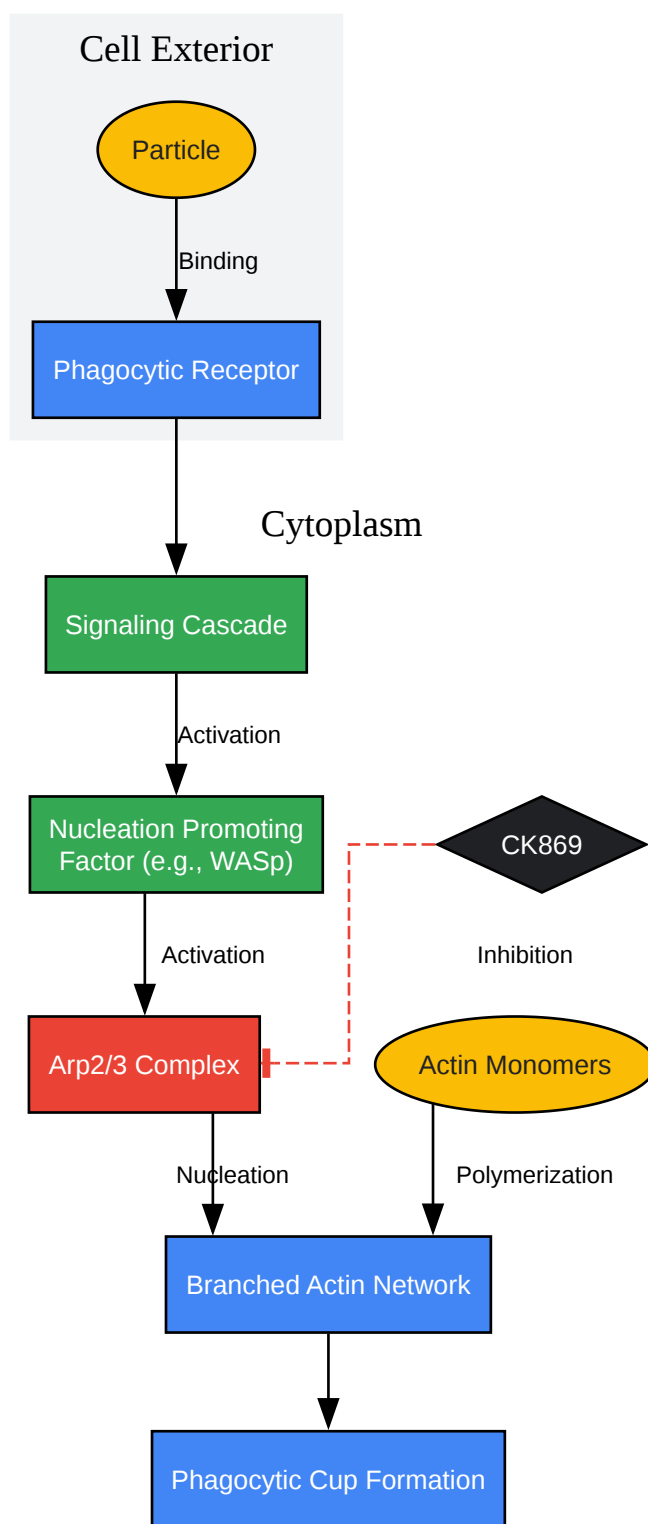 Cell Exterior
Particle
Binding
Phagocytic Receptor
Cytoplasm
Signaling Cascade
Activation
Nucleation Promoting
Factor (e.g., WASp)
CK869
Activation
Inhibition
Arp2/3 Complex
Actin Monomers
Nucleation
Polymerization
Branched Actin Network
Phagocytic Cup Formation